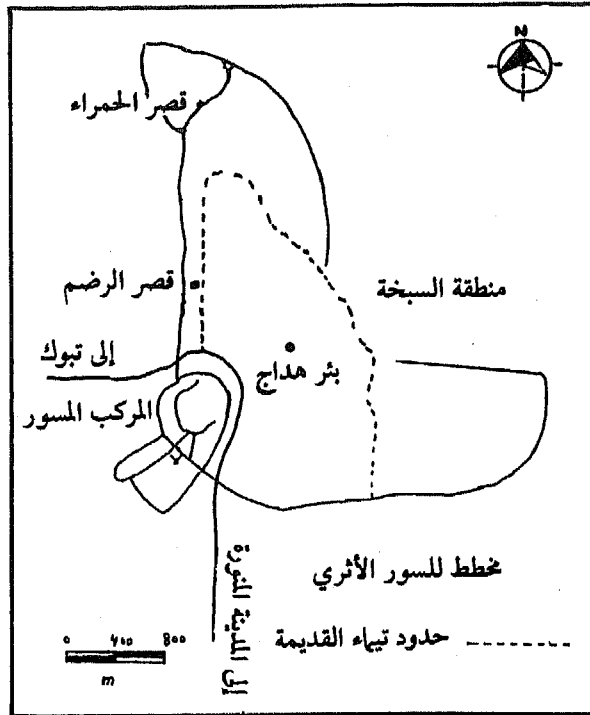 N
قصر الحمراء
قصر الرضم
منطقة السبخة
إلى تبوك
بئر هداج
المركب المسور
إلى المدينة المنورة
مخطط للسور الأثري
حدود تيماء القديمة
0 400 800
m